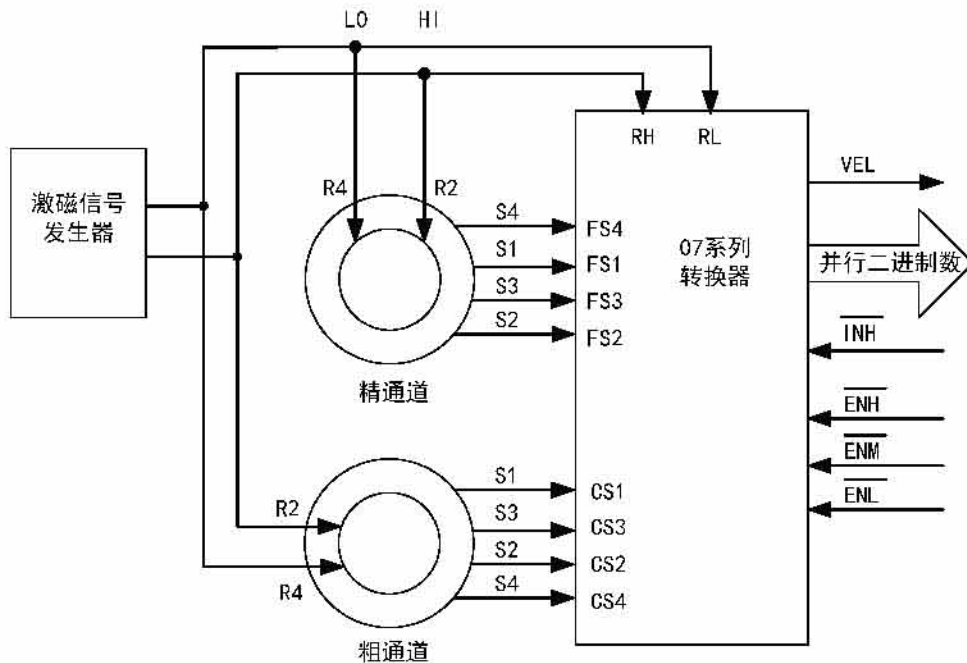 LO HI
RH RL
激磁信号
发生器
R4 R2
S4
S1
S3
S2
FS4
FS1
FS3
FS2
精通道
07系列
转换器
VEL
并行二进制数
INH
ENH
ENM
ENL
R2
R4
S1
S3
S2
S4
CS1
CS3
CS2
CS4
粗通道